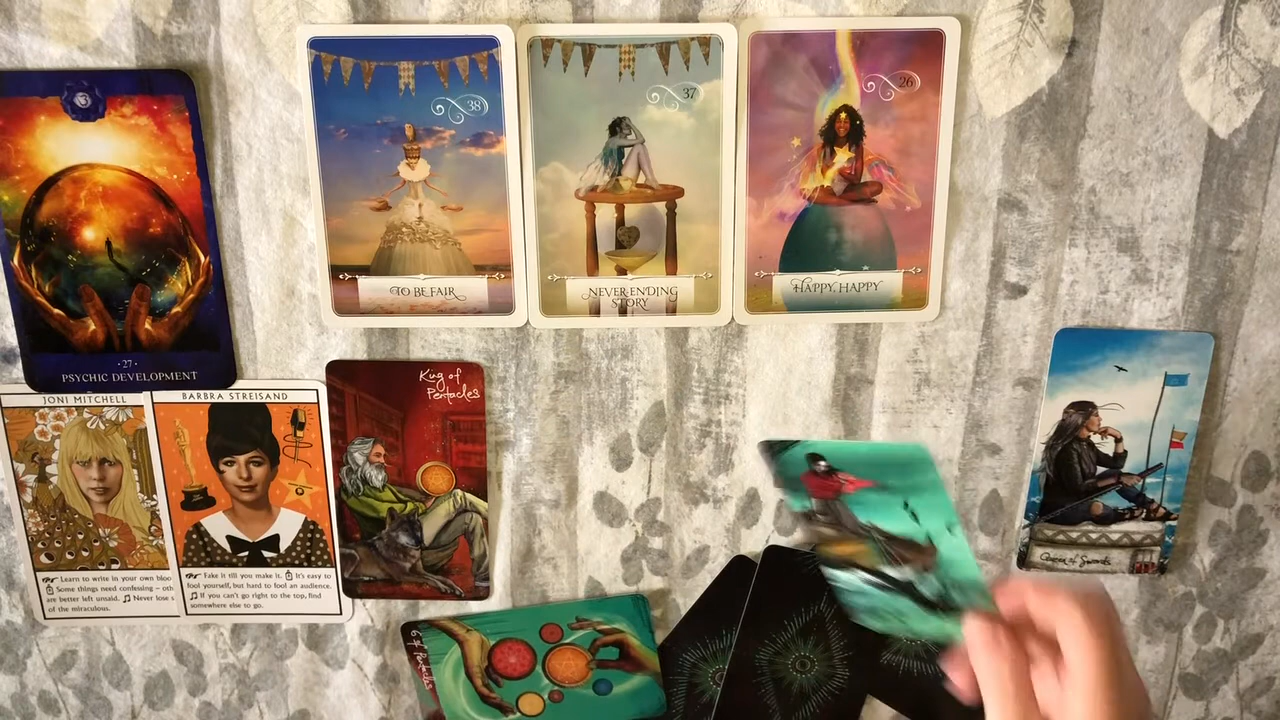 3
38
TO BE FAIR
37
NEVER-ENDING
STORY
26
HAPPY, HAPPY
· 27 ·
PSYCHIC DEVELOPMENT
JONI MITCHELL
Learn to write in your own bloo
Some things need confessing – oth
are better left unsaid. Never lose s
of the miraculous.
BARBRA STREISAND
Fake it till you make it. It's easy to
fool yourself, but hard to fool an audience.
If you can't go right to the top, find
somewhere else to go.
King of
Pentacles
6 of Pentacles
Queen of Swords